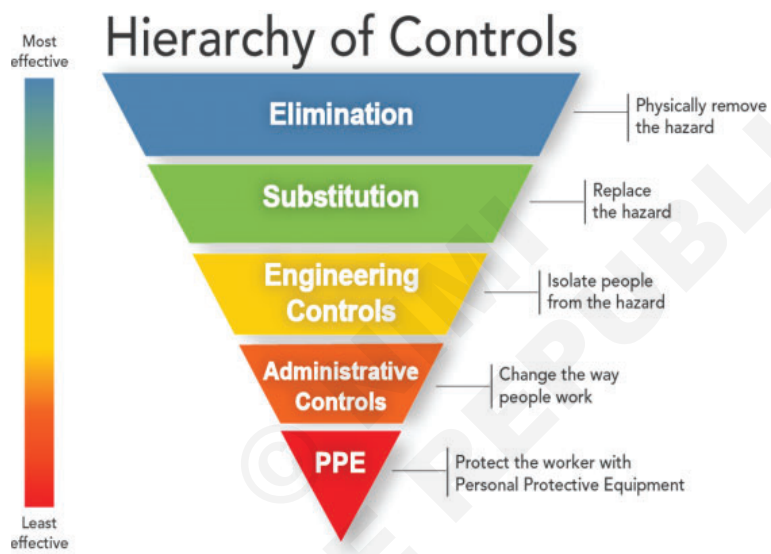 Hierarchy of Controls
Most
effective
Elimination
Physically remove
the hazard
Substitution
Replace
the hazard
Engineering
Controls
Isolate people
from the hazard
Administrative
Controls
Change the way
people work
PPE
Protect the worker with
Personal Protective Equipment
Least
effective